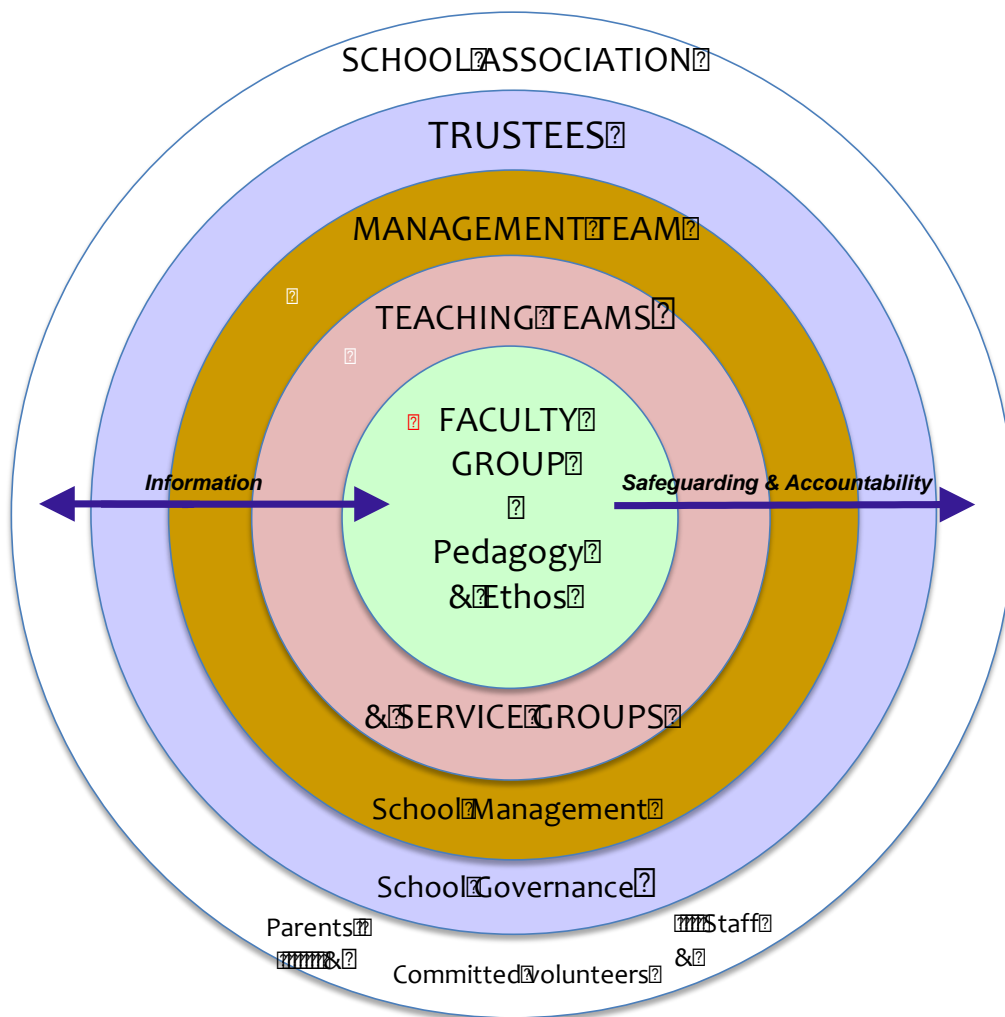 SCHOOL ASSOCIATION
TRUSTEES
MANAGEMENT TEAM
TEACHING TEAMS
FACULTY
GROUP
Information
Safeguarding & Accountability
Pedagogy
& Ethos
& SERVICE GROUPS
School Management
School Governance
Parents
&
Staff
&
Committed volunteers